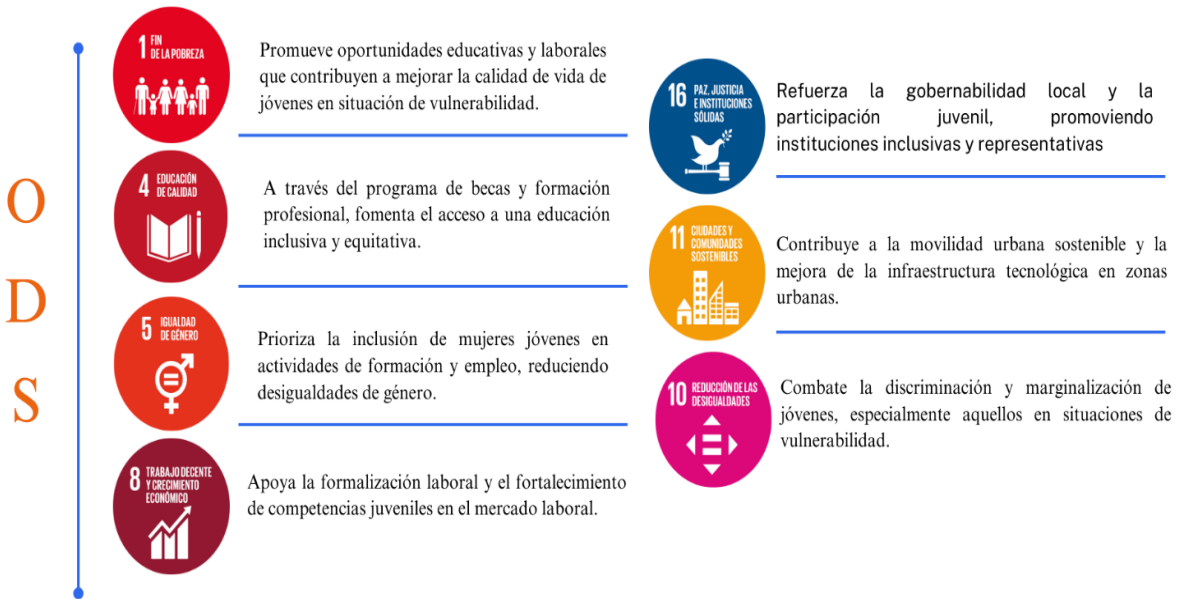 O
D
S
1 FIN
DE LA POBREZA
Promueve oportunidades educativas y laborales
que contribuyen a mejorar la calidad de vida de
jóvenes en situación de vulnerabilidad.
4 EDUCACIÓN
DE CALIDAD
A través del programa de becas y formación
profesional, fomenta el acceso a una educación
inclusiva y equitativa.
5 IGUALDAD
DE GÉNERO
Prioriza la inclusión de mujeres jóvenes en
actividades de formación y empleo, reduciendo
desigualdades de género.
8 TRABAJO DECENTE
Y CRECIMIENTO
ECONÓMICO
Apoya la formalización laboral y el fortalecimiento
de competencias juveniles en el mercado laboral.
16 PAZ, JUSTICIA
E INSTITUCIONES
SÓLIDAS
Refuerza la gobernabilidad local y la
participación juvenil, promoviendo
instituciones inclusivas y representativas
11 CIUDADES Y
COMUNIDADES
SOSTENIBLES
Contribuye a la movilidad urbana sostenible y la
mejora de la infraestructura tecnológica en zonas
urbanas.
10 REDUCCIÓN DE LAS
DESIGUALDADES
Combate la discriminación y marginalización de
jóvenes, especialmente aquellos en situaciones de
vulnerabilidad.